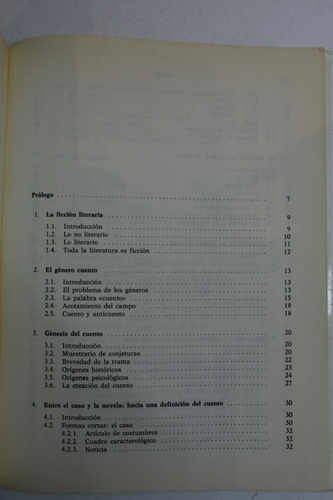 Prólogo 7
1. La ficción literaria 9
1.1. Introducción 9
1.2. Lo no literario 10
1.3. Lo literario 11
1.4. Toda la literatura es ficción 12
2. El género cuento 13
2.1. Introducción 13
2.2. El problema de los géneros 13
2.3. La palabra «cuento» 15
2.4. Acotamiento del campo 18
2.5. Cuento y anticuento 18
3. Génesis del cuento 20
3.1. Introducción 20
3.2. Muestrario de conjeturas 20
3.3. Brevedad de la trama 22
3.4. Orígenes históricos 23
3.5. Orígenes psicológicos 24
3.6. La creación del cuento 27
4. Entre el caso y la novela: hacia una definición del cuento 30
4.1. Introducción 30
4.2. Formas cortas: el caso 30
4.2.1. Artículo de costumbres 32
4.2.2. Cuadro caracterológico 32
4.2.3. Noticia 32